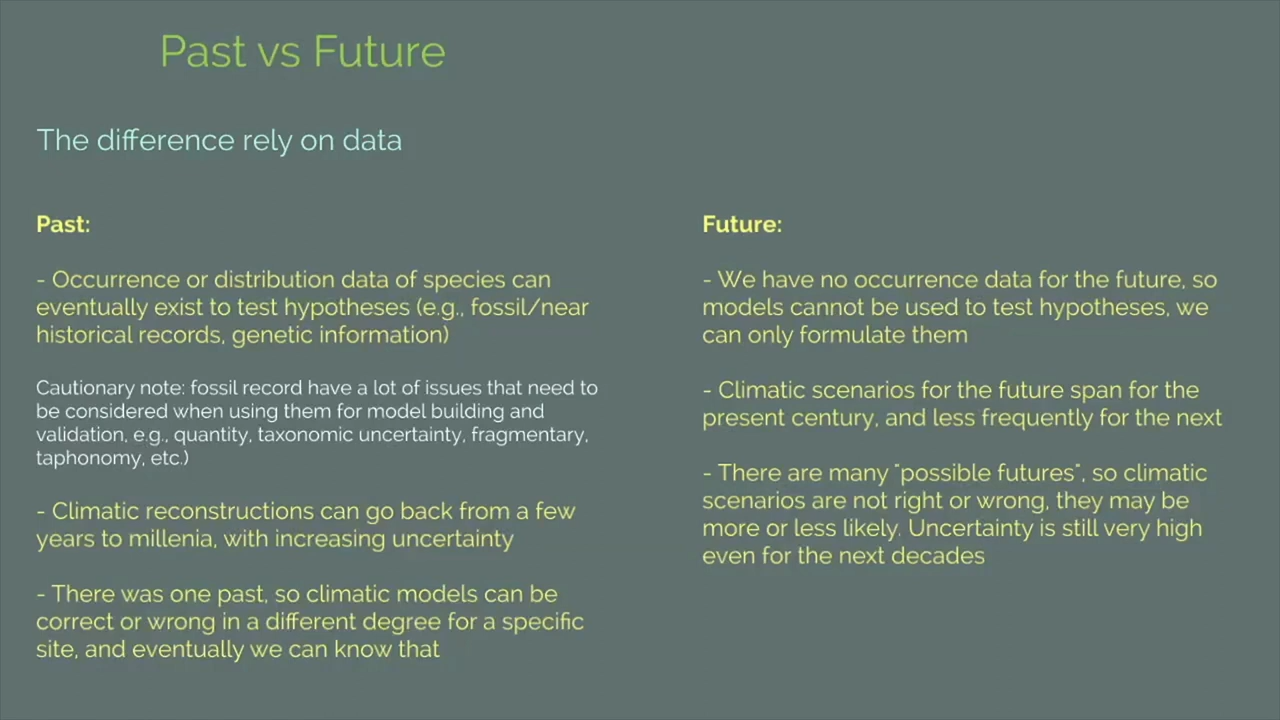 Past vs Future
The difference rely on data
Past:
- Occurrence or distribution data of species can
eventually exist to test hypotheses (e.g., fossil/near
historical records, genetic information)
Cautionary note: fossil record have a lot of issues that need to
be considered when using them for model building and
validation, e.g., quantity, taxonomic uncertainty, fragmentary,
taphonomy, etc.)
- Climatic reconstructions can go back from a few
years to millenia, with increasing uncertainty
- There was one past, so climatic models can be
correct or wrong in a different degree for a specific
site, and eventually we can know that
Future:
- We have no occurrence data for the future, so
models cannot be used to test hypotheses, we
can only formulate them
- Climatic scenarios for the future span for the
present century, and less frequently for the next
- There are many "possible futures", so climatic
scenarios are not right or wrong, they may be
more or less likely. Uncertainty is still very high
even for the next decades